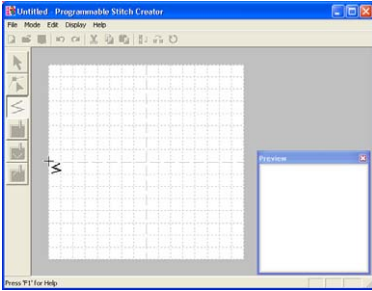 Untitled - Programmable Stitch Creator
File Mode Edit Display Help
Preview
Press 'F1' for Help